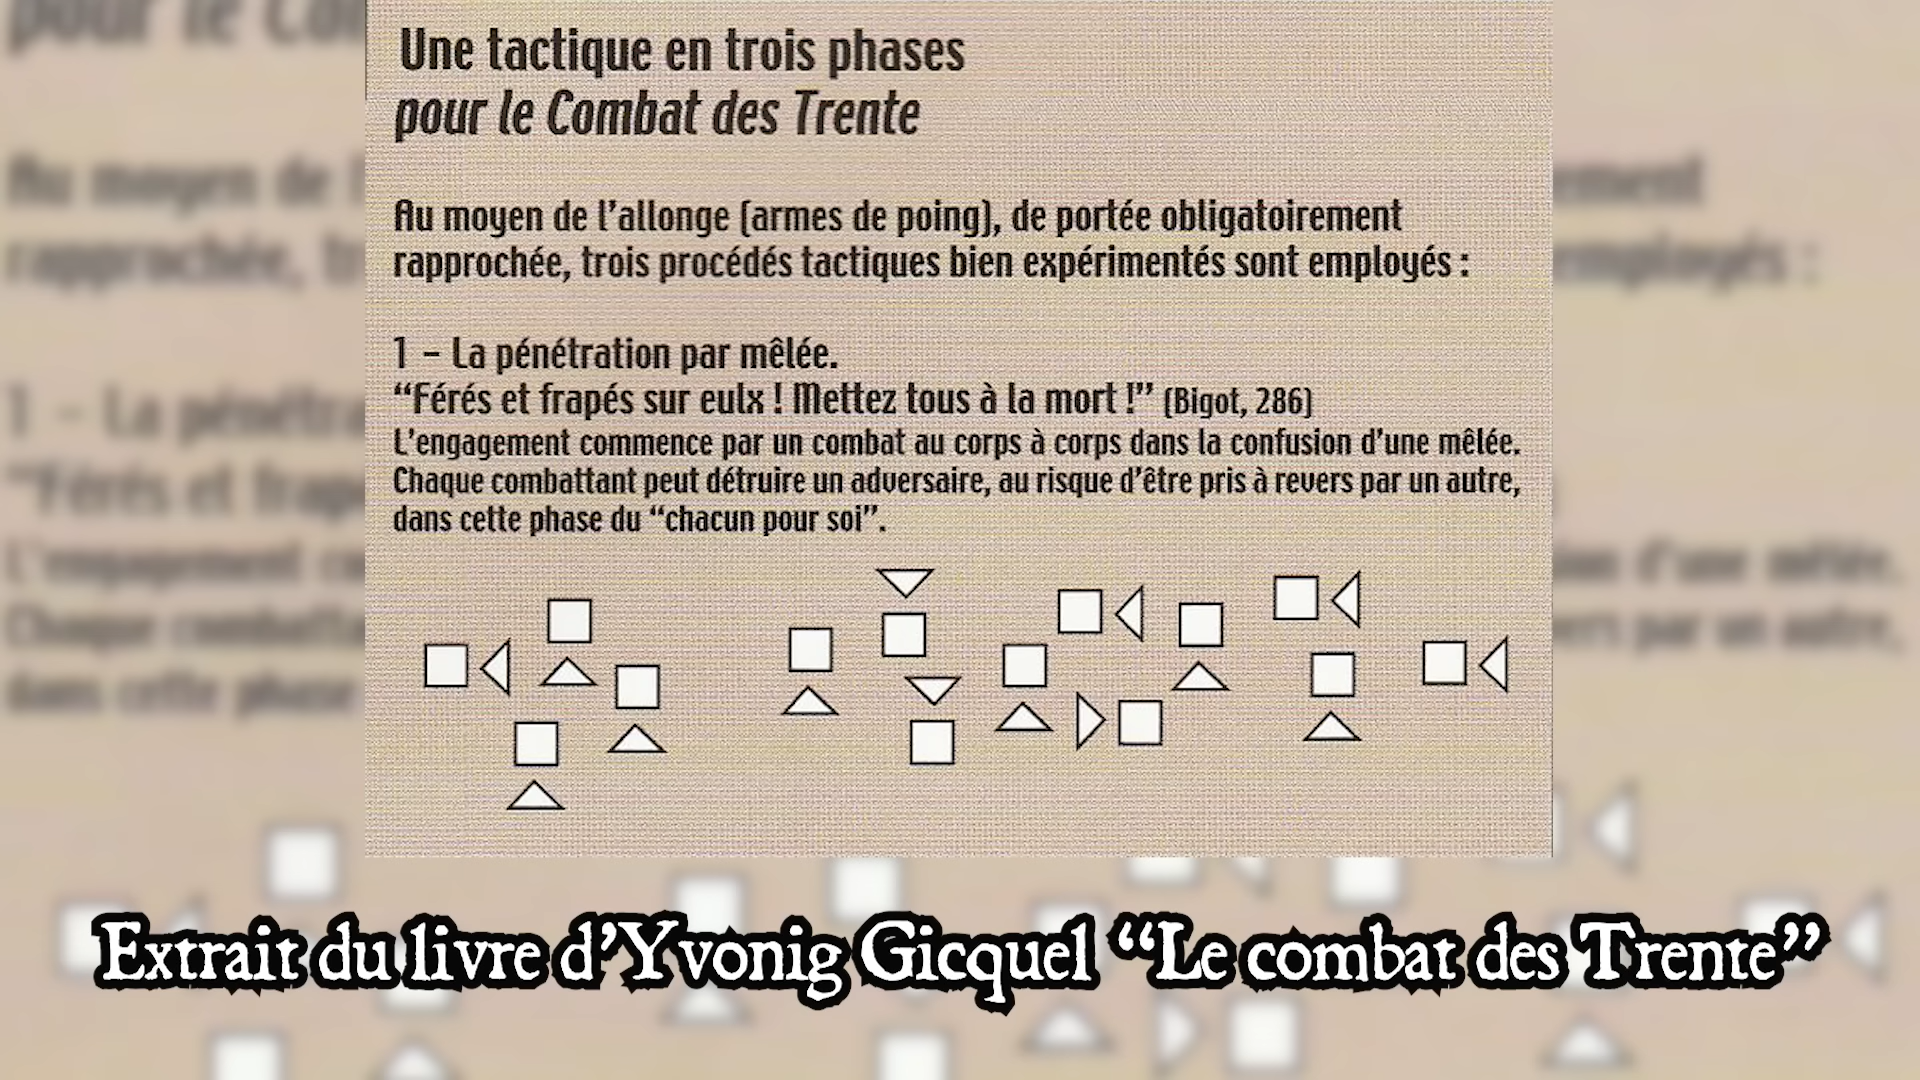 Une tactique en trois phases
pour le Combat des Trente
Au moyen de l'allonge (armes de poing), de portée obligatoirement
rapprochée, trois procédés tactiques bien expérimentés sont employés :
1 – La pénétration par mêlée.
“Férés et frapés sur eulx ! Mettez tous à la mort !” (Bigot, 286)
L'engagement commence par un combat au corps à corps dans la confusion d'une mêlée.
Chaque combattant peut détruire un adversaire, au risque d'être pris à revers par un autre,
dans cette phase du “chacun pour soi”.
Extrait du livre d'Yvonig Gicquel “Le combat des Trente”